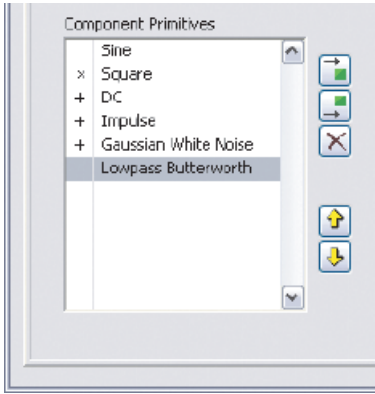 Component Primitives
Sine
× Square
+ DC
+ Impulse
+ Gaussian White Noise
Lowpass Butterworth